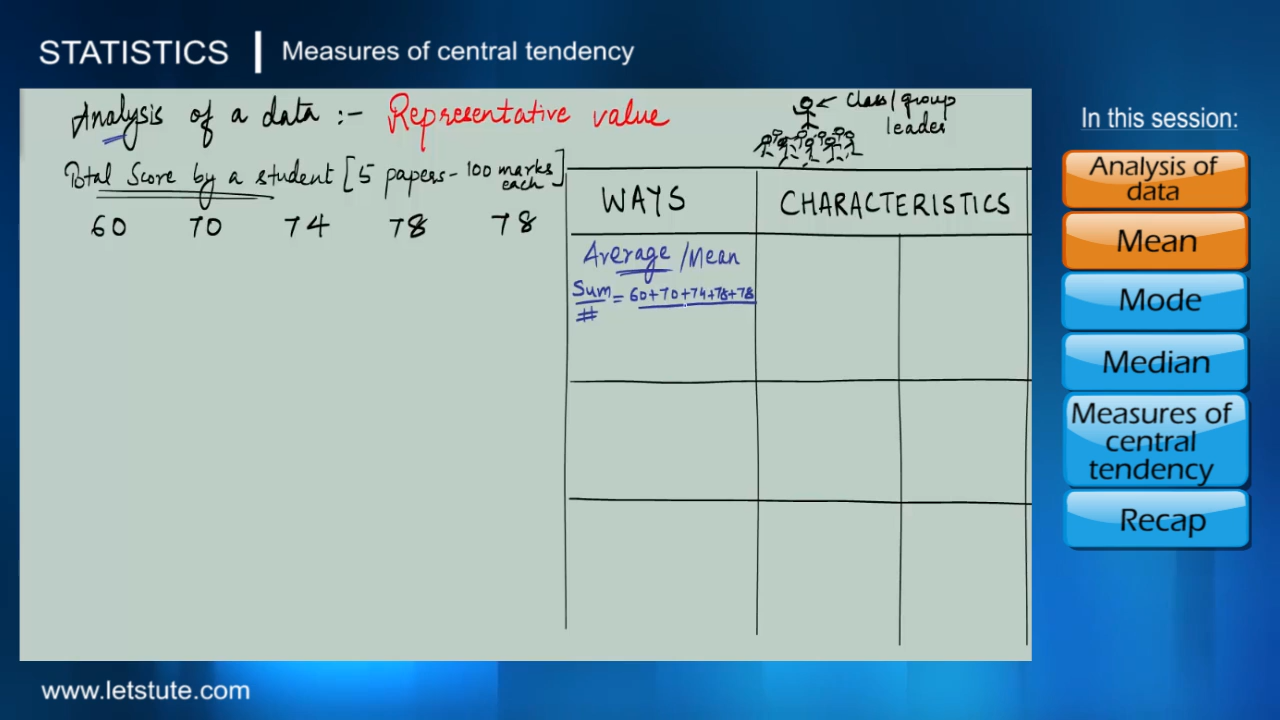 STATISTICS | Measures of central tendency
Analysis of a data :- Representative value
class/group
leader
Total Score by a student [5 papers - 100 marks each]
60 70 74 78 78
WAYS CHARACTERISTICS
Average /Mean
Sum = 60+70+74+78+78
#
In this session:
Analysis of
data
Mean
Mode
Median
Measures of
central
tendency
Recap
www.letstute.com